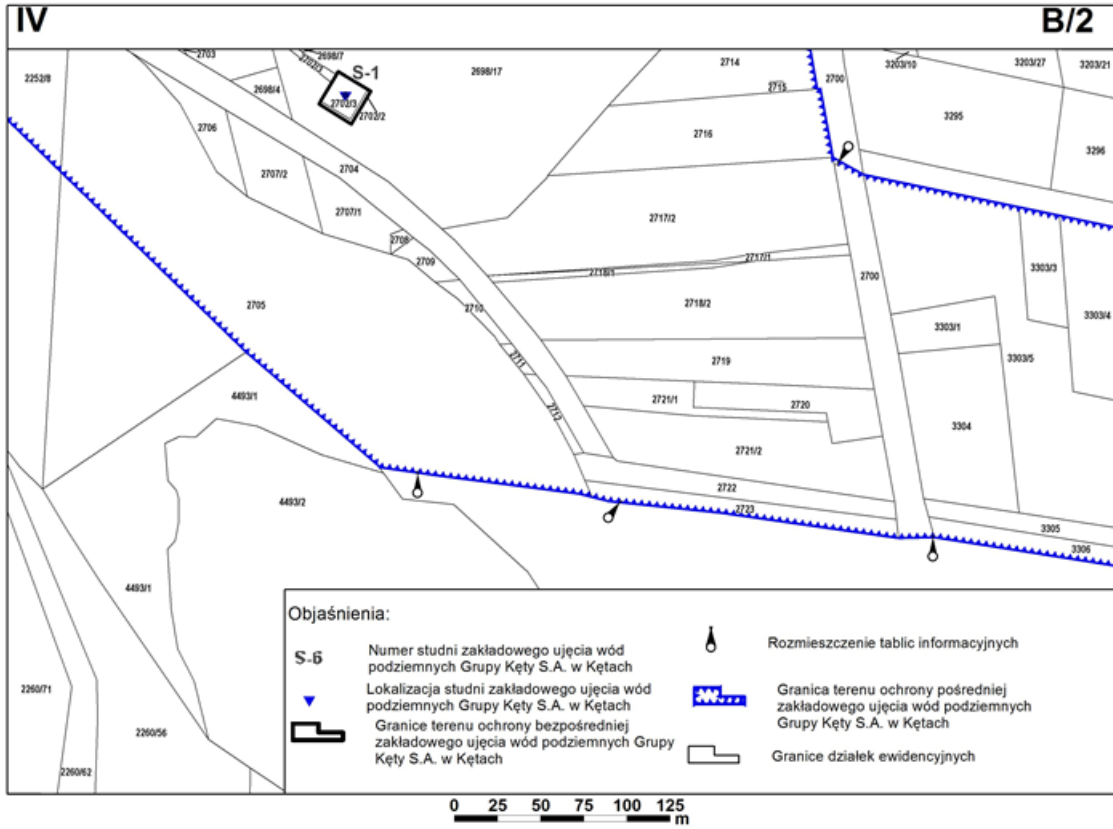 IV
B/2
2703
2698/7
2702/3
S-1
2698/17
2714
2700
3203/10
3203/27
3203/21
2252/8
2698/4
2702/3
2702/2
2715
3295
2706
2716
3296
2704
2707/2
2707/1
2717/2
2708
2709
2717/1
2718/1
2700
3303/3
2705
2710
2718/2
3303/4
3303/1
2711
2719
3303/5
4493/1
2721/1
2720
2712
3304
2721/2
2722
4493/2
2723
3305
3306
4493/1
2260/71
2260/56
2260/62
Objaśnienia:
S-6
Numer studni zakładowego ujęcia wód
podziemnych Grupy Kęty S.A. w Kętach
Lokalizacja studni zakładowego ujęcia wód
podziemnych Grupy Kęty S.A. w Kętach
Granice terenu ochrony bezpośredniej
zakładowego ujęcia wód podziemnych Grupy
Kęty S.A. w Kętach
Rozmieszczenie tablic informacyjnych
Granica terenu ochrony pośredniej
zakładowego ujęcia wód podziemnych
Grupy Kęty S.A. w Kętach
Granice działek ewidencyjnych
0 25 50 75 100 125
m